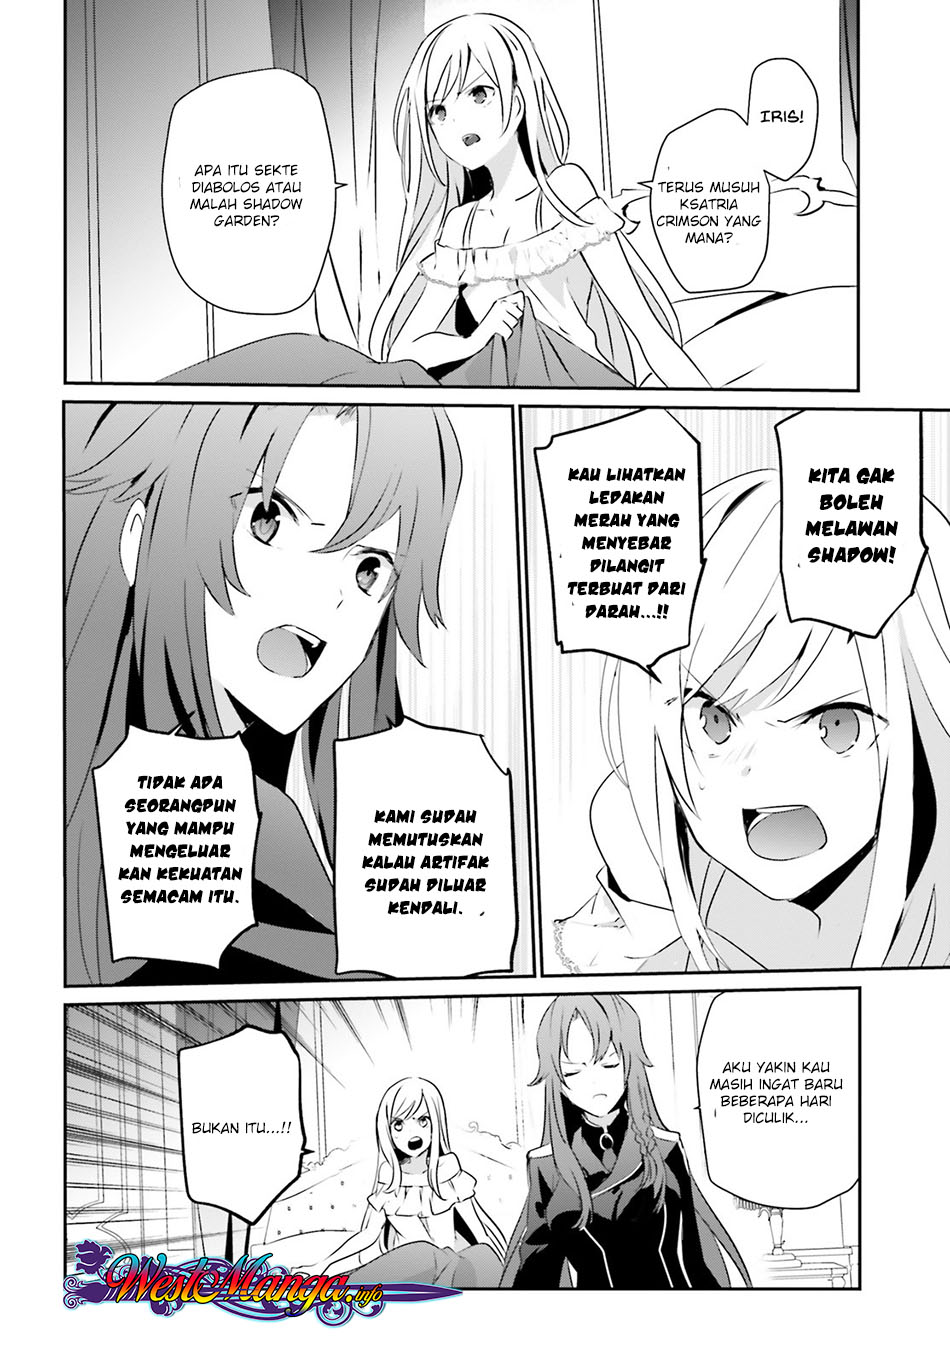 IRIS!
TERUS MUSUH
KSATRIA
CRIMSON YANG
MANA?
APA ITU SEKTE
DIABOLOS ATAU
MALAH SHADOW
GARDEN?
KITA GAK
BOLEH
MELAWAN
SHADOW!
KAU LIHATKAN
LEDAKAN
MERAH YANG
MENYEBAR
DILANGIT
TERBUAT DARI
DARAH...!!
KAMI SUDAH
MEMUTUSKAN
KALAU ARTIFAK
SUDAH DILUAR
KENDALI.
TIDAK ADA
SEORANGPUN
YANG MAMPU
MENGELUAR
KAN KEKUATAN
SEMACAM ITU.
AKU YAKIN KAU
MASIH INGAT BARU
BEBERAPA HARI
DICULIK...
BUKAN ITU...!!
WestManga.info